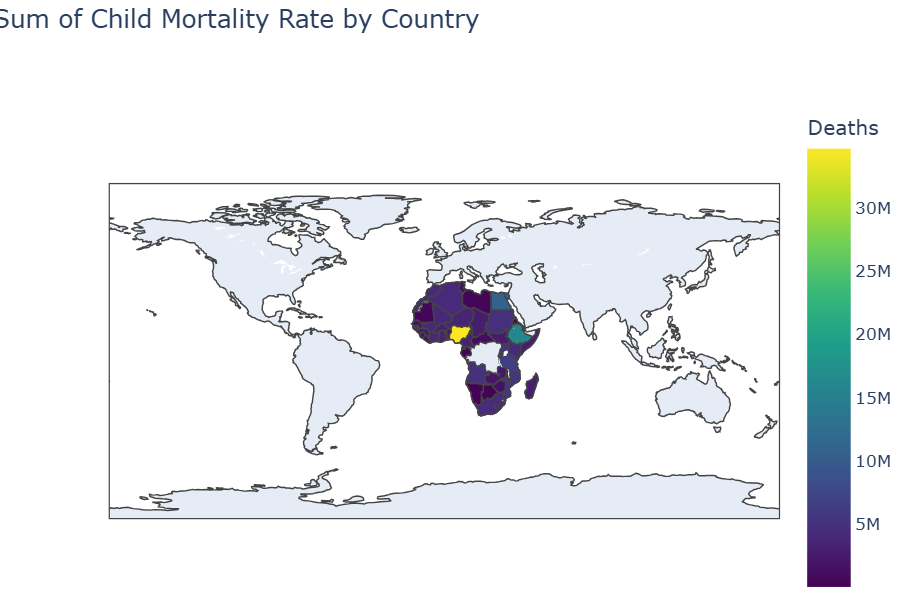 Sum of Child Mortality Rate by Country
Deaths
30M
25M
20M
15M
10M
5M